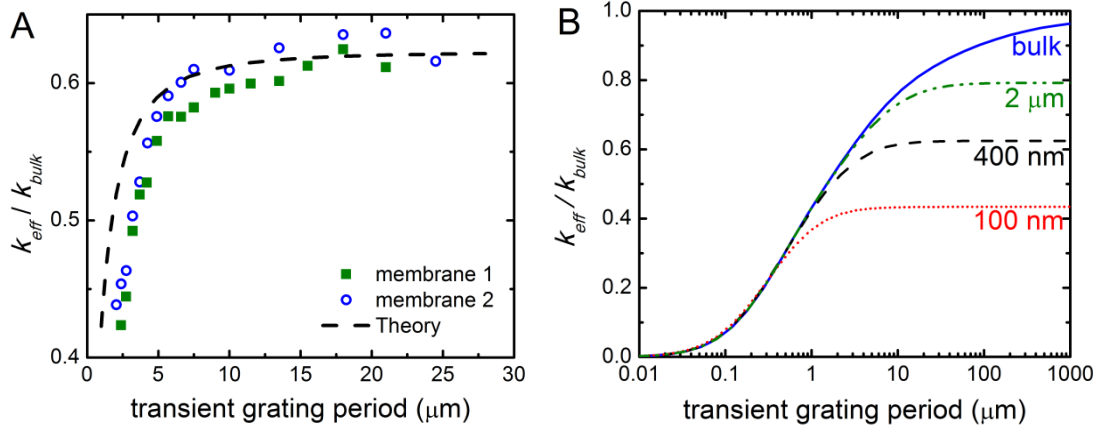 A
k_eff / k_bulk
0.6
0.5
0.4
membrane 1
membrane 2
Theory
0 5 10 15 20 25 30
transient grating period (μm)
B
k_eff / k_bulk
1.0
0.8
0.6
0.4
0.2
0.0
bulk
2 μm
400 nm
100 nm
0.01 0.1 1 10 100 1000
transient grating period (μm)